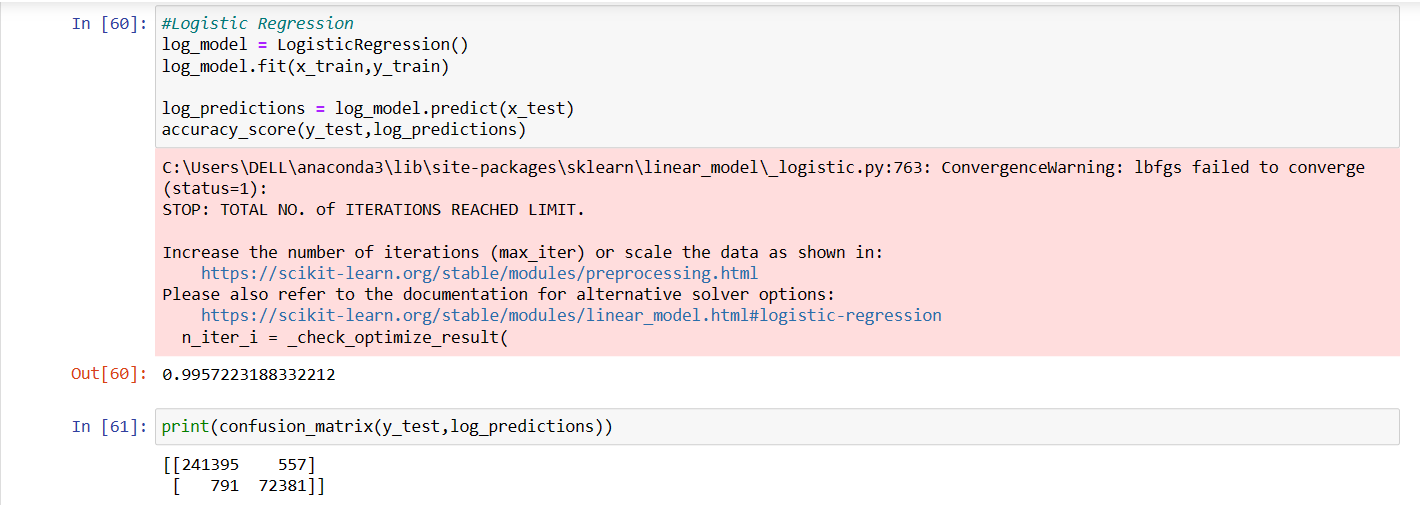 In [60]: #Logistic Regression
log_model = LogisticRegression()
log_model.fit(x_train,y_train)
log_predictions = log_model.predict(x_test)
accuracy_score(y_test,log_predictions)
C:\Users\DELL\anaconda3\lib\site-packages\sklearn\linear_model\_logistic.py:763: ConvergenceWarning: lbfgs failed to converge
(status=1):
STOP: TOTAL NO. of ITERATIONS REACHED LIMIT.
Increase the number of iterations (max_iter) or scale the data as shown in:
https://scikit-learn.org/stable/modules/preprocessing.html
Please also refer to the documentation for alternative solver options:
https://scikit-learn.org/stable/modules/linear_model.html#logistic-regression
n_iter_i = _check_optimize_result(
Out[60]: 0.9957223188332212
In [61]: print(confusion_matrix(y_test,log_predictions))
[[241395    557]
[   791  72381]]